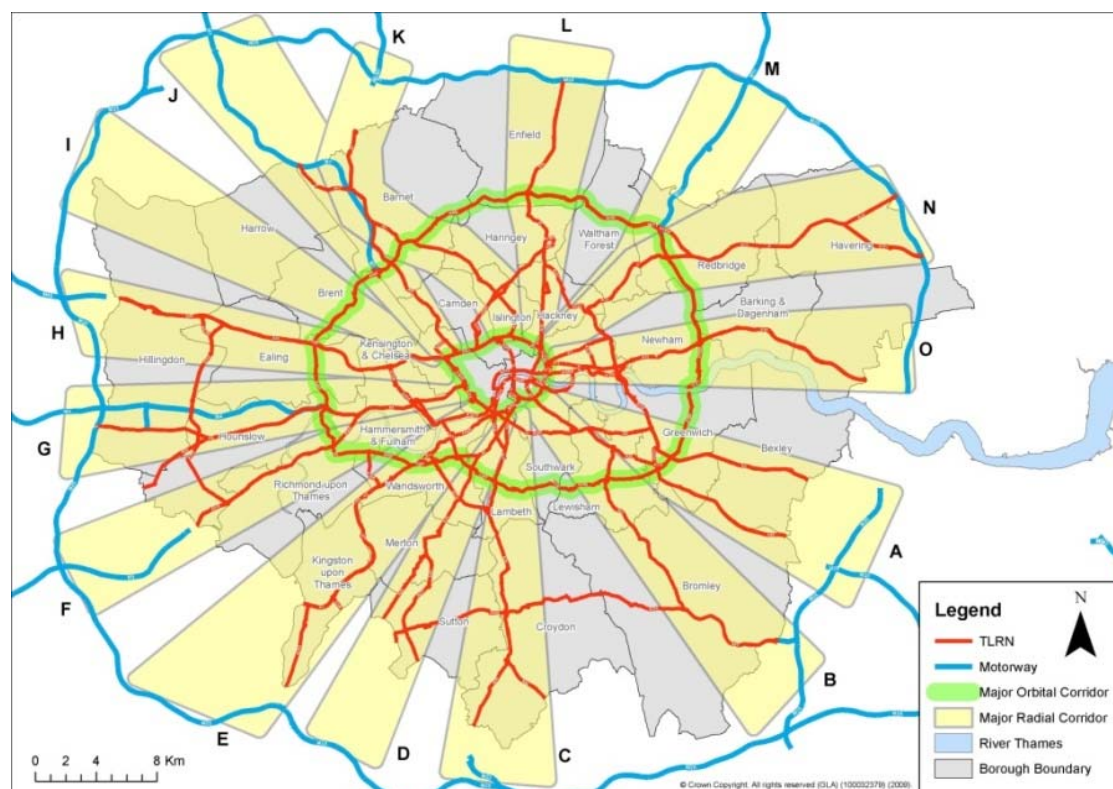 K
L
M
J
I
Enfield
Barnet
N
Harrow
Haringey
Waltham
Forest
Havering
Redbridge
Brent
Camden
Islington
Hackney
Barking &
Dagenham
H
Kensington
& Chelsea
Newham
O
Hillingdon
Ealing
G
Hounslow
Hammersmith
& Fulham
Greenwich
Bexley
Southwark
Richmond upon
Thames
Wandsworth
Lambeth
Lewisham
Merton
A
Kingston
upon
Thames
Bromley
F
Sutton
Croydon
B
E
D
C
Legend
N
TLRN
Motorway
Major Orbital Corridor
Major Radial Corridor
River Thames
Borough Boundary
0 2 4 8 Km
© Crown Copyright. All rights reserved (GLA) (100032379) (2009).